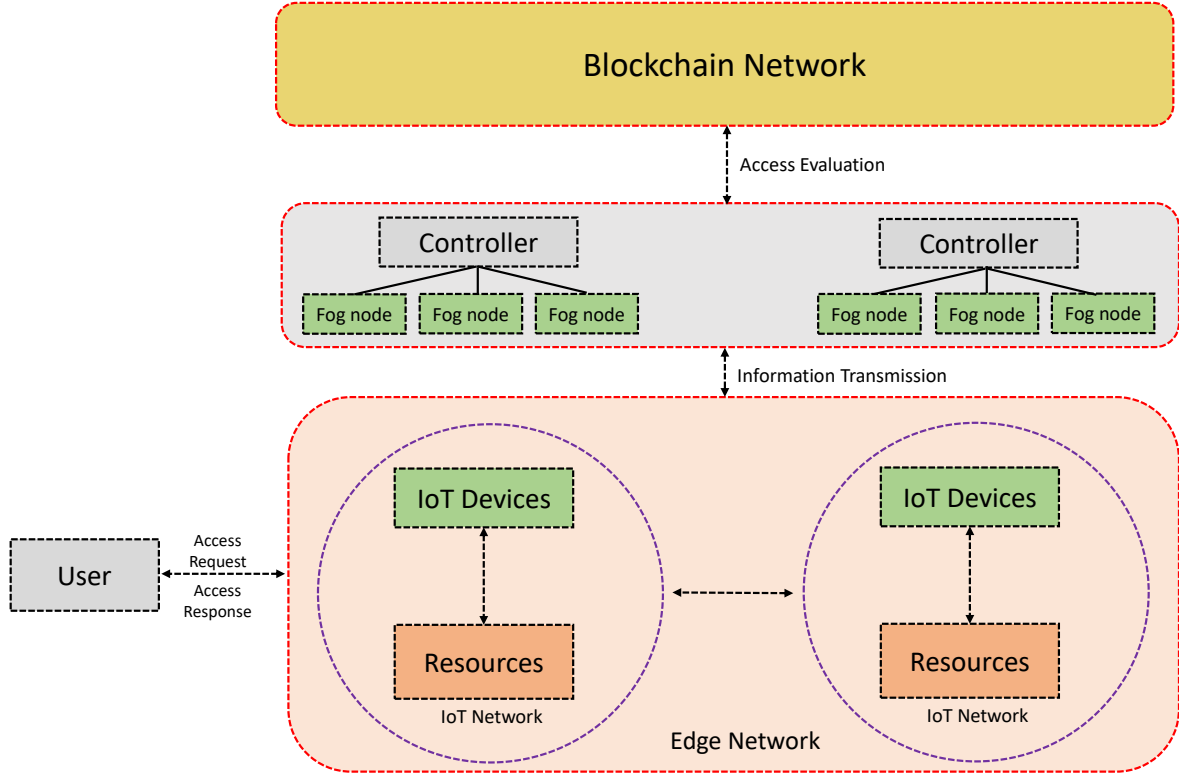 Blockchain Network
Access Evaluation
Controller
Controller
Fog node
Fog node
Fog node
Fog node
Fog node
Fog node
Information Transmission
IoT Devices
IoT Devices
User
Access
Request
Access
Response
Resources
Resources
IoT Network
IoT Network
Edge Network